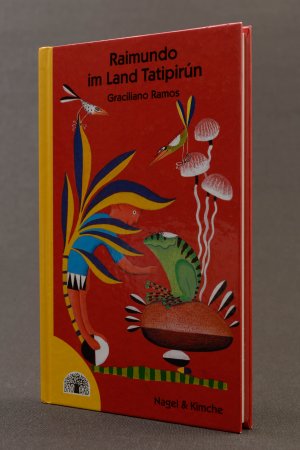 Raimundo
im Land Tatipirún
Graciliano Ramos
Nagel & Kimche